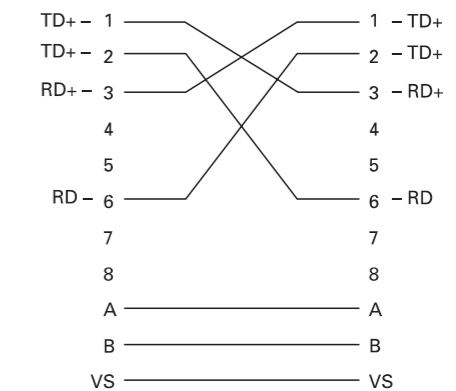 TD+ – 1 1 – TD+
TD+ – 2 2 – TD+
RD+ – 3 3 – RD+
4 4
5 5
RD – 6 6 – RD
7 7
8 8
A A
B B
VS VS